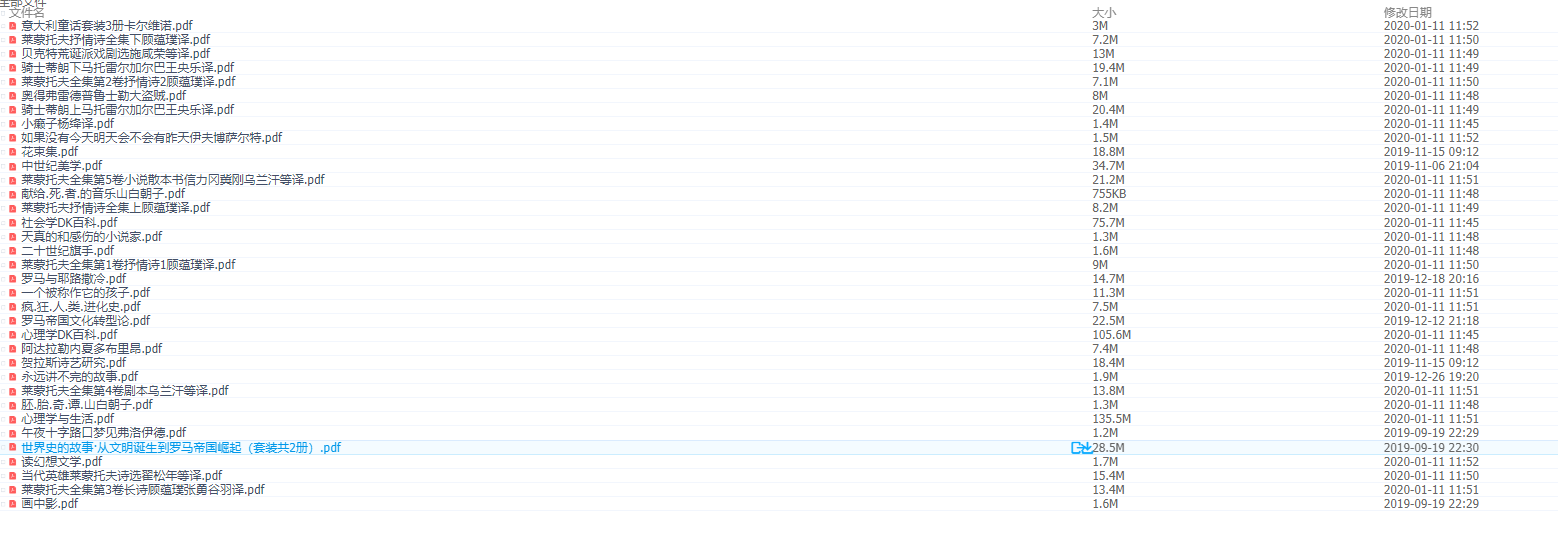 全部文件
文件名 大小 修改日期
意大利童话套装3册卡尔维诺.pdf 3M 2020-01-11 11:52
莱蒙托夫抒情诗全集下顾蕴璞译.pdf 7.2M 2020-01-11 11:50
贝克特荒诞派戏剧选施咸荣等译.pdf 13M 2020-01-11 11:49
骑士蒂朗下马托雷尔加尔巴王央乐译.pdf 19.4M 2020-01-11 11:49
莱蒙托夫全集第2卷抒情诗2顾蕴璞译.pdf 7.1M 2020-01-11 11:50
奥得弗雷德普鲁士勒大盗贼.pdf 8M 2020-01-11 11:48
骑士蒂朗上马托雷尔加尔巴王央乐译.pdf 20.4M 2020-01-11 11:49
小癞子杨绛译.pdf 1.4M 2020-01-11 11:45
如果没有今天明天会不会有昨天伊夫博萨尔特.pdf 1.5M 2020-01-11 11:52
花束集.pdf 18.8M 2019-11-15 09:12
中世纪美学.pdf 34.7M 2019-11-06 21:04
莱蒙托夫全集第5卷小说散本书信力冈冀刚乌兰汗等译.pdf 21.2M 2020-01-11 11:51
献给.死.者.的音乐山白朝子.pdf 755KB 2020-01-11 11:48
莱蒙托夫抒情诗全集上顾蕴璞译.pdf 8.2M 2020-01-11 11:49
社会学DK百科.pdf 75.7M 2020-01-11 11:45
天真的和感伤的小说家.pdf 1.3M 2020-01-11 11:48
二十世纪旗手.pdf 1.6M 2020-01-11 11:48
莱蒙托夫全集第1卷抒情诗1顾蕴璞译.pdf 9M 2020-01-11 11:50
罗马与耶路撒冷.pdf 14.7M 2019-12-18 20:16
一个被称作它的孩子.pdf 11.3M 2020-01-11 11:51
疯.狂.人.类.进化史.pdf 7.5M 2020-01-11 11:51
罗马帝国文化转型论.pdf 22.5M 2019-12-12 21:18
心理学DK百科.pdf 105.6M 2020-01-11 11:45
阿达拉勒内夏多布里昂.pdf 7.4M 2020-01-11 11:48
贺拉斯诗艺研究.pdf 18.4M 2019-11-15 09:12
永远讲不完的故事.pdf 1.9M 2019-12-26 19:20
莱蒙托夫全集第4卷剧本乌兰汗等译.pdf 13.8M 2020-01-11 11:51
胚.胎.奇.谭.山白朝子.pdf 1.3M 2020-01-11 11:48
心理学与生活.pdf 135.5M 2020-01-11 11:51
午夜十字路口梦见弗洛伊德.pdf 1.2M 2019-09-19 22:29
世界史的故事·从文明诞生到罗马帝国崛起（套装共2册）.pdf 28.5M 2019-09-19 22:30
读幻想文学.pdf 1.7M 2020-01-11 11:52
当代英雄莱蒙托夫诗选翟松年等译.pdf 15.4M 2020-01-11 11:50
莱蒙托夫全集第3卷长诗顾蕴璞张勇谷羽译.pdf 13.4M 2020-01-11 11:51
画中影.pdf 1.6M 2019-09-19 22:29